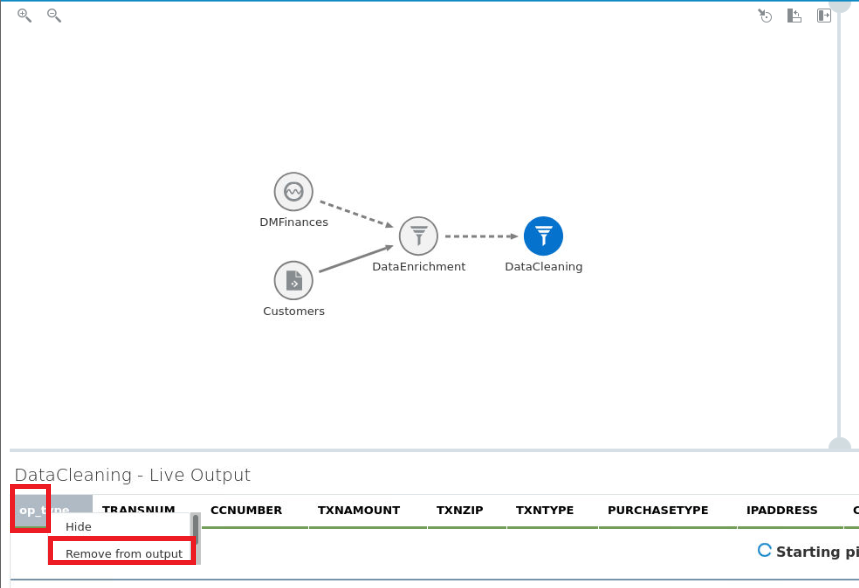 DMFinances
DataEnrichment
DataCleaning
Customers
DataCleaning - Live Output
op_type TRANSNUM CCNUMBER TXNAMOUNT TXNZIP TXNTYPE PURCHASETYPE IPADDRESS
Hide
Remove from output
Starting pi